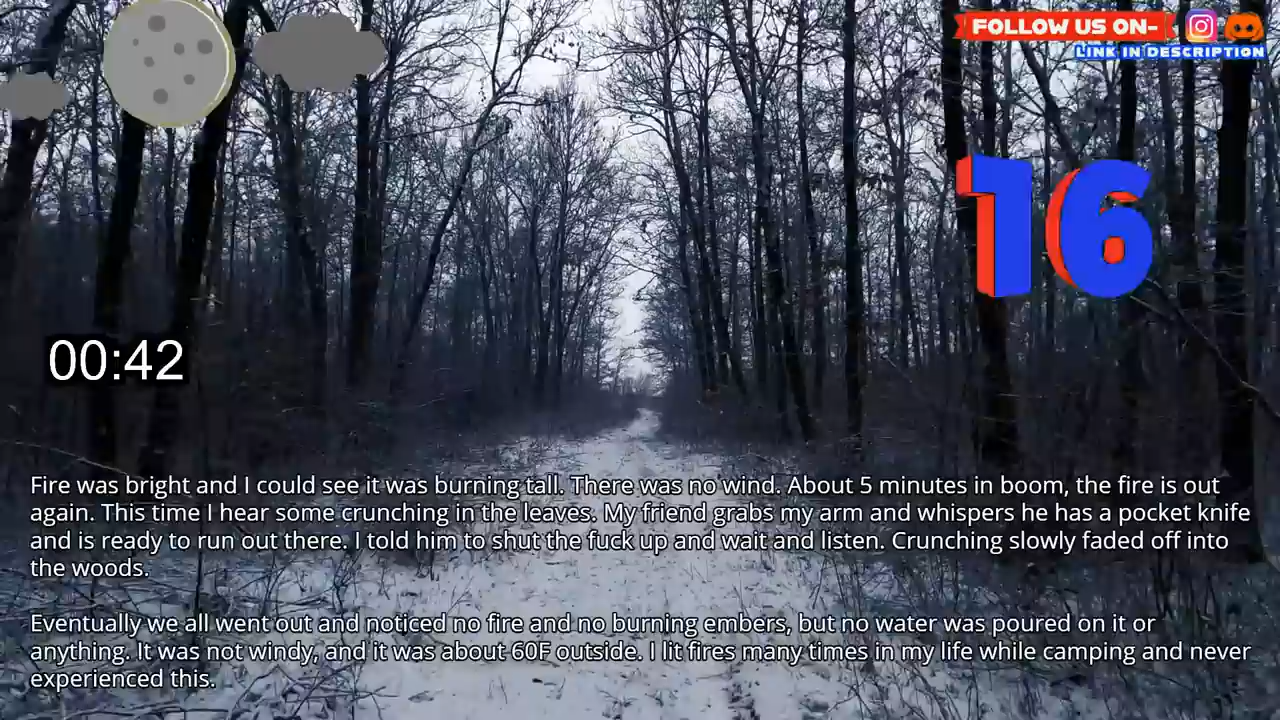 FOLLOW US ON-
LINK IN DESCRIPTION
16
00:42
Fire was bright and I could see it was burning tall. There was no wind. About 5 minutes in boom, the fire is out
again. This time I hear some crunching in the leaves. My friend grabs my arm and whispers he has a pocket knife
and is ready to run out there. I told him to shut the fuck up and wait and listen. Crunching slowly faded off into
the woods.
Eventually we all went out and noticed no fire and no burning embers, but no water was poured on it or
anything. It was not windy, and it was about 60F outside. I lit fires many times in my life while camping and never
experienced this.